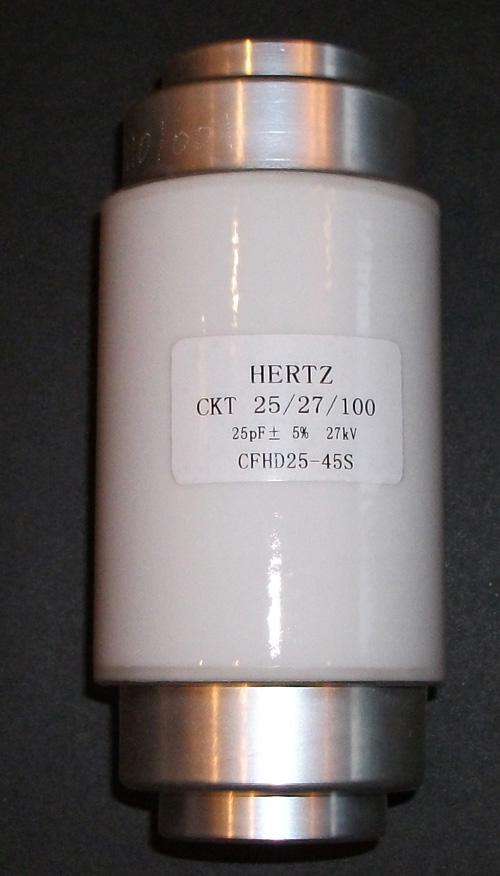 HERTZ
CKT 25/27/100
25pF± 5% 27kV
CFHD25-45S